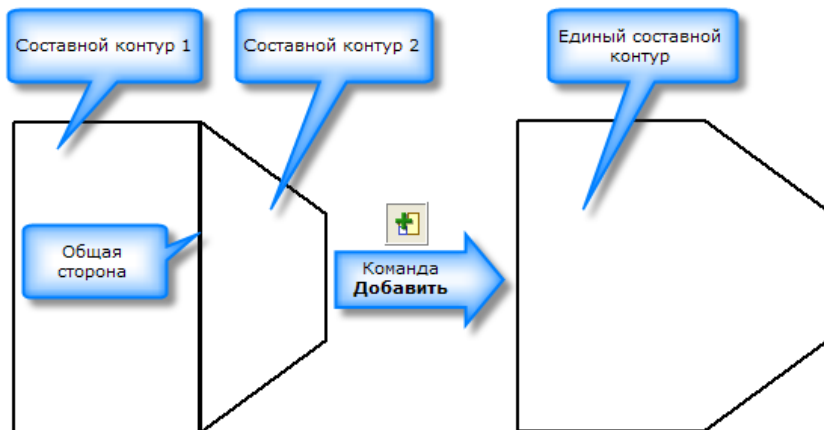 Составной контур 1
Составной контур 2
Единый составной
контур
Общая
сторона
Команда
Добавить